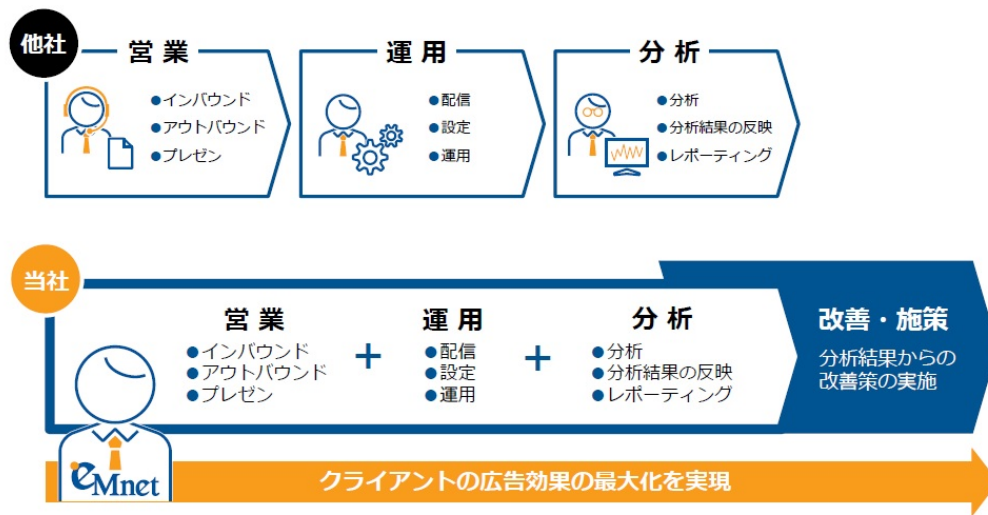 他社
営業
●インバウンド
●アウトバウンド
●プレゼン
運用
●配信
●設定
●運用
分析
●分析
●分析結果の反映
●レポーティング
当社
営業
●インバウンド
●アウトバウンド
●プレゼン
+
運用
●配信
●設定
●運用
+
分析
●分析
●分析結果の反映
●レポーティング
改善・施策
分析結果からの
改善策の実施
eMnet
クライアントの広告効果の最大化を実現